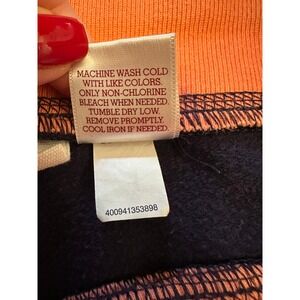 MACHINE WASH COLD
WITH LIKE COLORS.
ONLY NON-CHLORINE
BLEACH WHEN NEEDED.
TUMBLE DRY LOW.
REMOVE PROMPTLY.
COOL IRON IF NEEDED.
400941353898